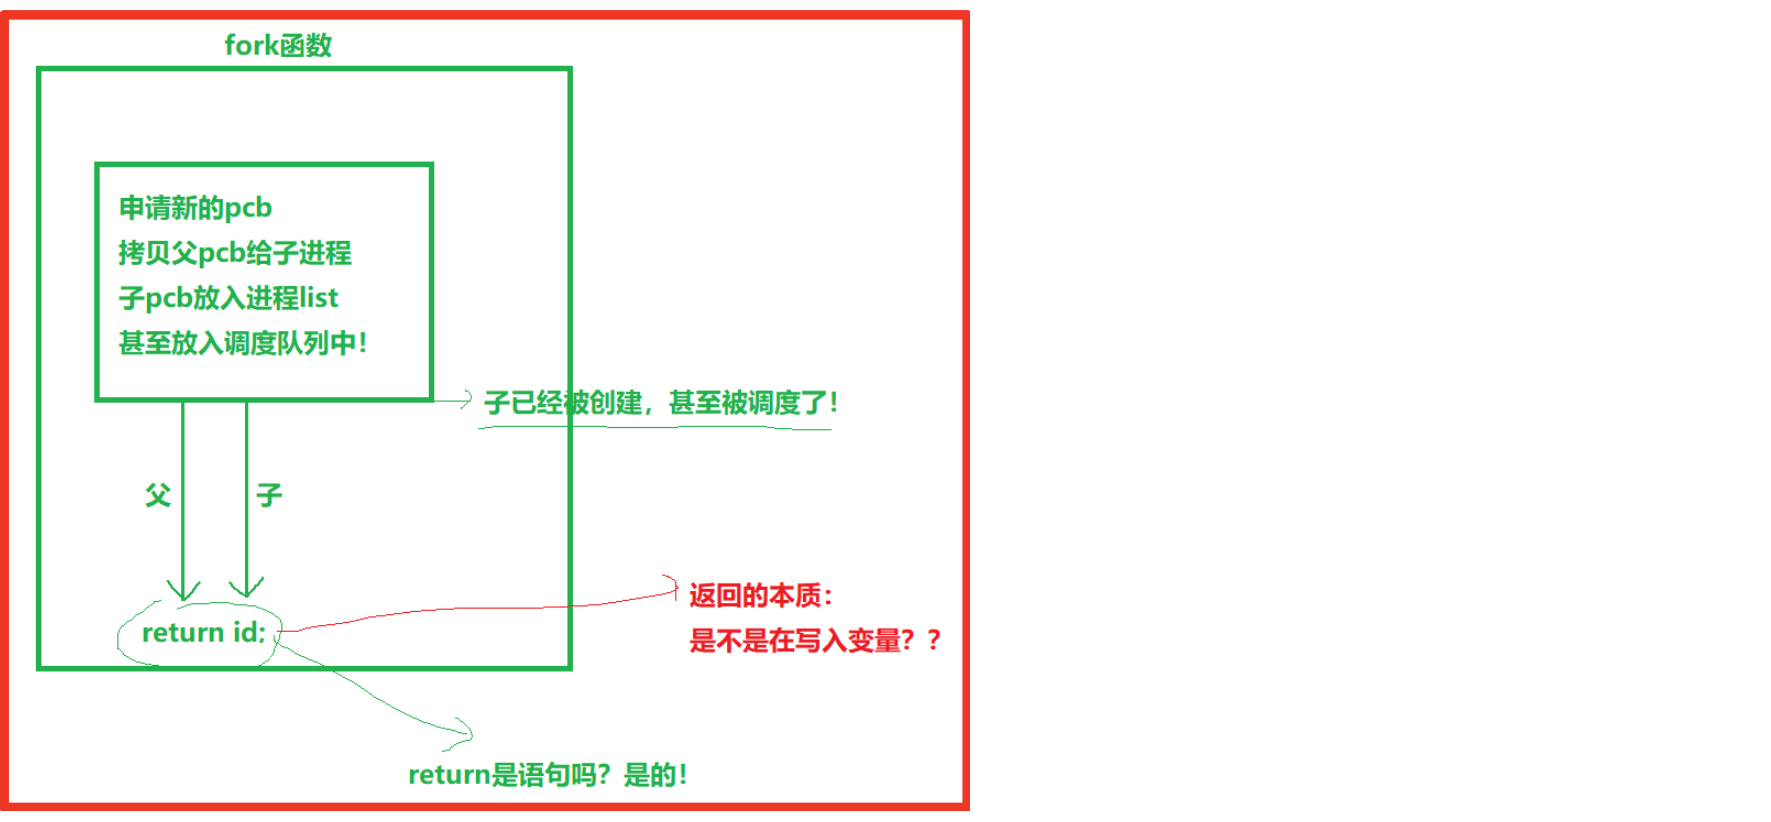 fork函数
申请新的pcb
拷贝父pcb给子进程
子pcb放入进程list
甚至放入调度队列中！
子已经被创建，甚至被调度了！
父
子
返回的本质：
return id;
是不是在写入变量？？
return是语句吗？是的！